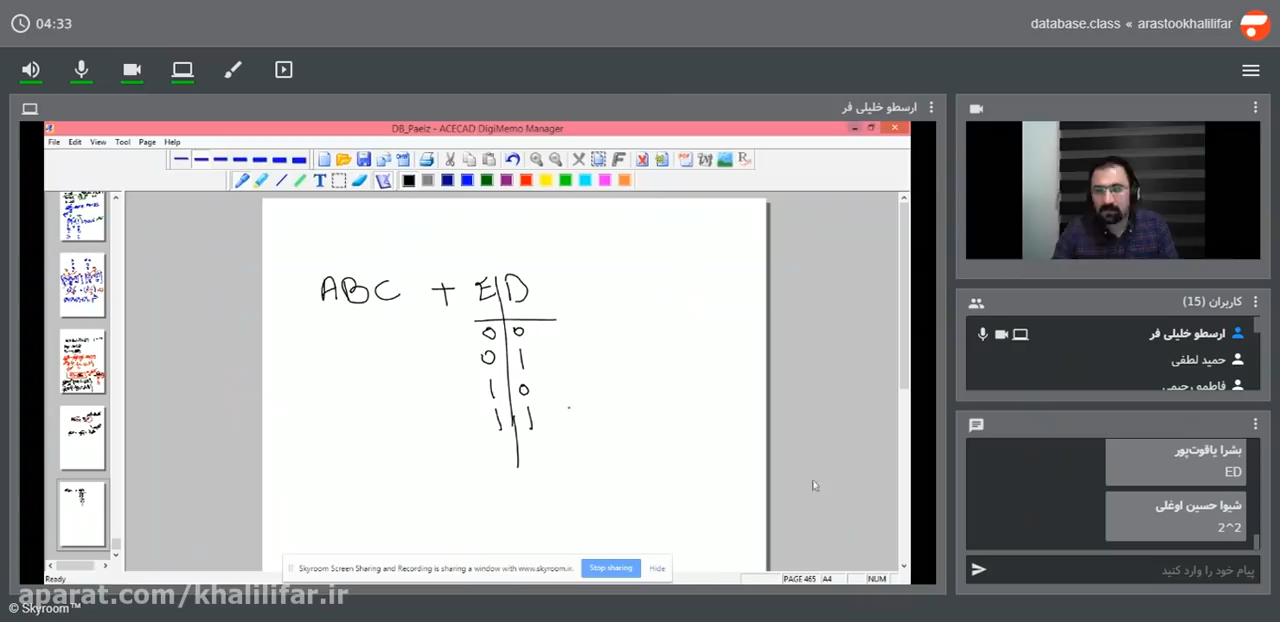 04:33
database.class « arastookhalilifar
ارسطو خلیلی فر
DB_Paeiz - ACECAD DigiMemo Manager
File Edit View Tool Page Help
ABC + E D
0 0
0 1
1 0
1 1
Skyroom Screen Sharing and Recording is sharing a window with www.skyroom.ir. Stop sharing Hide
Ready
PAGE 465 A4 NUM
کاربران (15)
ارسطو خلیلی فر
حمید لطفی
فاطمه رحیمی
بشرا یاقوت‌پور
ED
شیوا حسین اوغلی
2^2
پیام خود را وارد کنید
aparat.com/khalilifar.ir
© Skyroom™